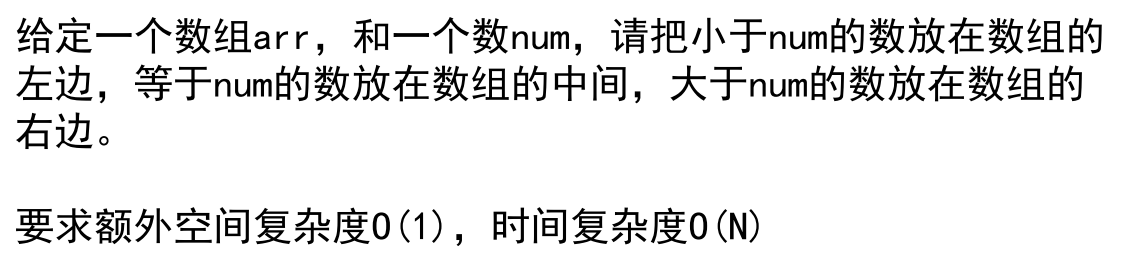 给定一个数组arr，和一个数num，请把小于num的数放在数组的
左边，等于num的数放在数组的中间，大于num的数放在数组的
右边。
要求额外空间复杂度O(1)，时间复杂度O(N)